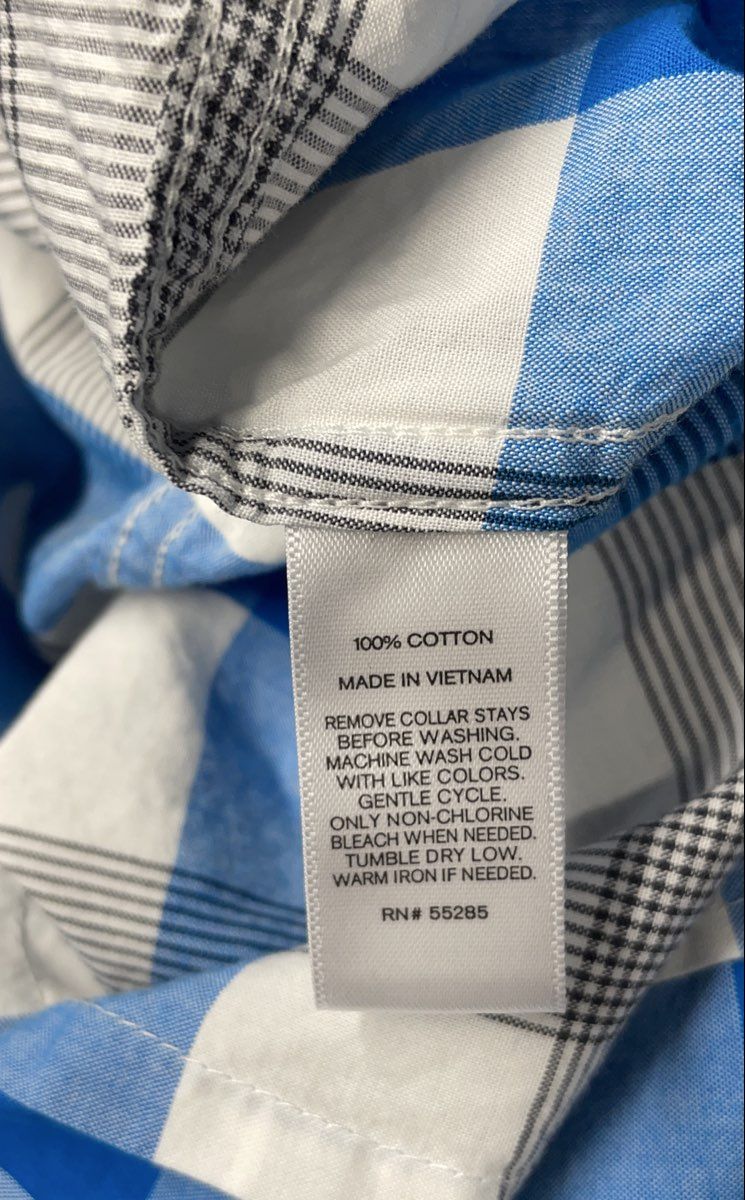 100% COTTON
MADE IN VIETNAM
REMOVE COLLAR STAYS
BEFORE WASHING.
MACHINE WASH COLD
WITH LIKE COLORS.
GENTLE CYCLE.
ONLY NON-CHLORINE
BLEACH WHEN NEEDED.
TUMBLE DRY LOW.
WARM IRON IF NEEDED.
RN# 55285